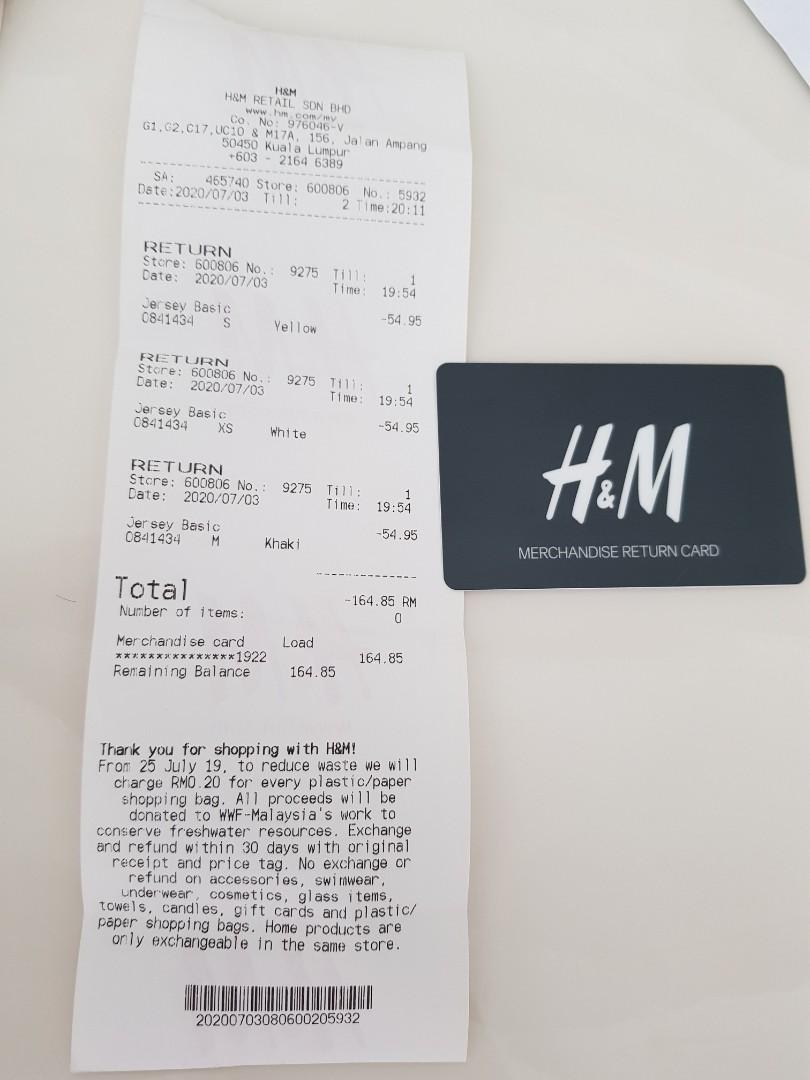 H&M
H&M RETAIL SDN BHD
www.hm.com/my
Co. No: 976046-V
G1,G2,C17,UC10 & M17A, 156, Jalan Ampang
50450 Kuala Lumpur
+603 - 2164 6389
SA: 465740 Store: 600806 No.: 5932
Date:2020/07/03 Till: 2 Time:20:11
RETURN
Store: 600806 No.: 9275 Till: 1
Date: 2020/07/03 Time: 19:54
Jersey Basic
0841434 S Yellow -54.95
RETURN
Store: 600806 No.: 9275 Till: 1
Date: 2020/07/03 Time: 19:54
Jersey Basic
0841434 XS White -54.95
RETURN
Store: 600806 No.: 9275 Till: 1
Date: 2020/07/03 Time: 19:54
Jersey Basic
0841434 M Khaki -54.95
Total -164.85 RM
Number of items: 0
Merchandise card Load
***************1922 164.85
Remaining Balance 164.85
Thank you for shopping with H&M!
From 25 July 19, to reduce waste we will
charge RM0.20 for every plastic/paper
shopping bag. All proceeds will be
donated to WWF-Malaysia's work to
conserve freshwater resources. Exchange
and refund within 30 days with original
receipt and price tag. No exchange or
refund on accessories, swimwear,
underwear, cosmetics, glass items,
towels, candles, gift cards and plastic/
paper shopping bags. Home products are
only exchangeable in the same store.
20200703080600205932
H&M
MERCHANDISE RETURN CARD